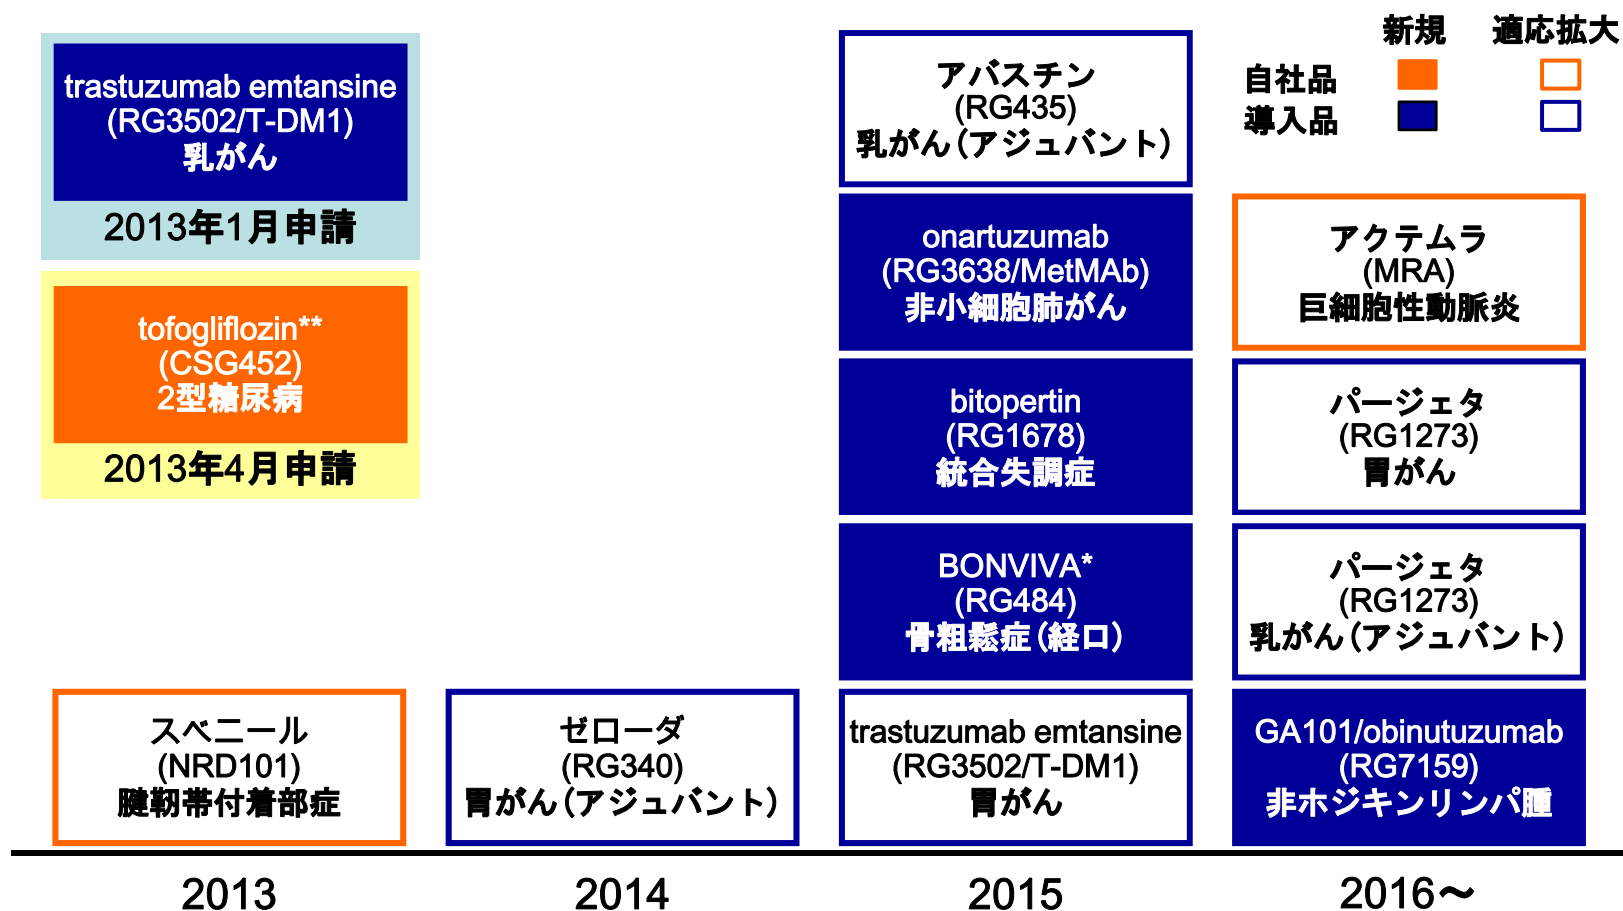 新規 適応拡大
自社品
導入品
trastuzumab emtansine
(RG3502/T-DM1)
乳がん
2013年1月申請
tofogliflozin**
(CSG452)
2型糖尿病
2013年4月申請
スベニール
(NRD101)
腱靭帯付着部症
ゼローダ
(RG340)
胃がん(アジュバント)
アバスチン
(RG435)
乳がん(アジュバント)
onartuzumab
(RG3638/MetMAb)
非小細胞肺がん
bitopertin
(RG1678)
統合失調症
BONVIVA*
(RG484)
骨粗鬆症(経口)
trastuzumab emtansine
(RG3502/T-DM1)
胃がん
アクテムラ
(MRA)
巨細胞性動脈炎
パージェタ
(RG1273)
胃がん
パージェタ
(RG1273)
乳がん(アジュバント)
GA101/obinutuzumab
(RG7159)
非ホジキンリンパ腫
2013 2014 2015 2016～